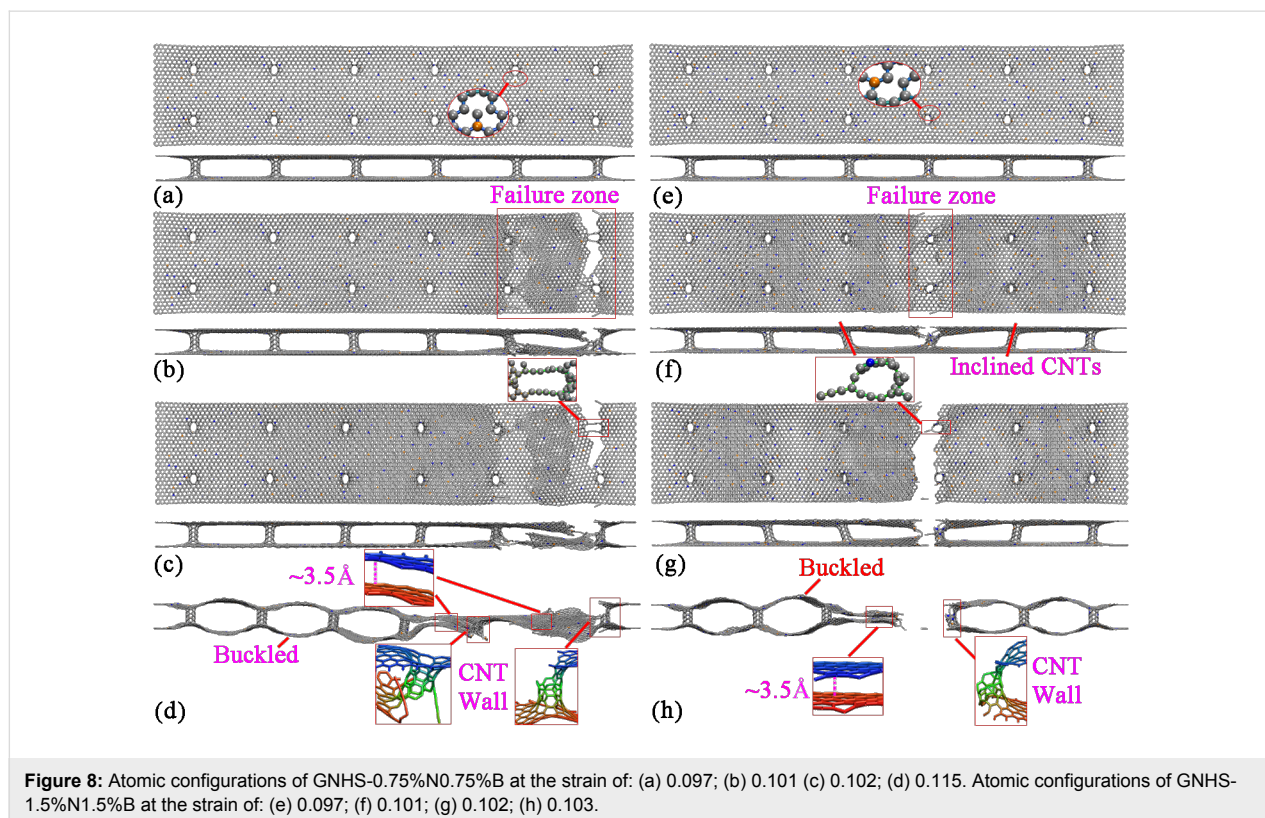 (a)
(e)
Failure zone
Failure zone
(b)
(f)
Inclined CNTs
(c)
(g)
~3.5Å
Buckled
Buckled
CNT
Wall
~3.5Å
CNT
Wall
(d)
(h)
Figure 8: Atomic configurations of GNHS-0.75%N0.75%B at the strain of: (a) 0.097; (b) 0.101 (c) 0.102; (d) 0.115. Atomic configurations of GNHS-
1.5%N1.5%B at the strain of: (e) 0.097; (f) 0.101; (g) 0.102; (h) 0.103.